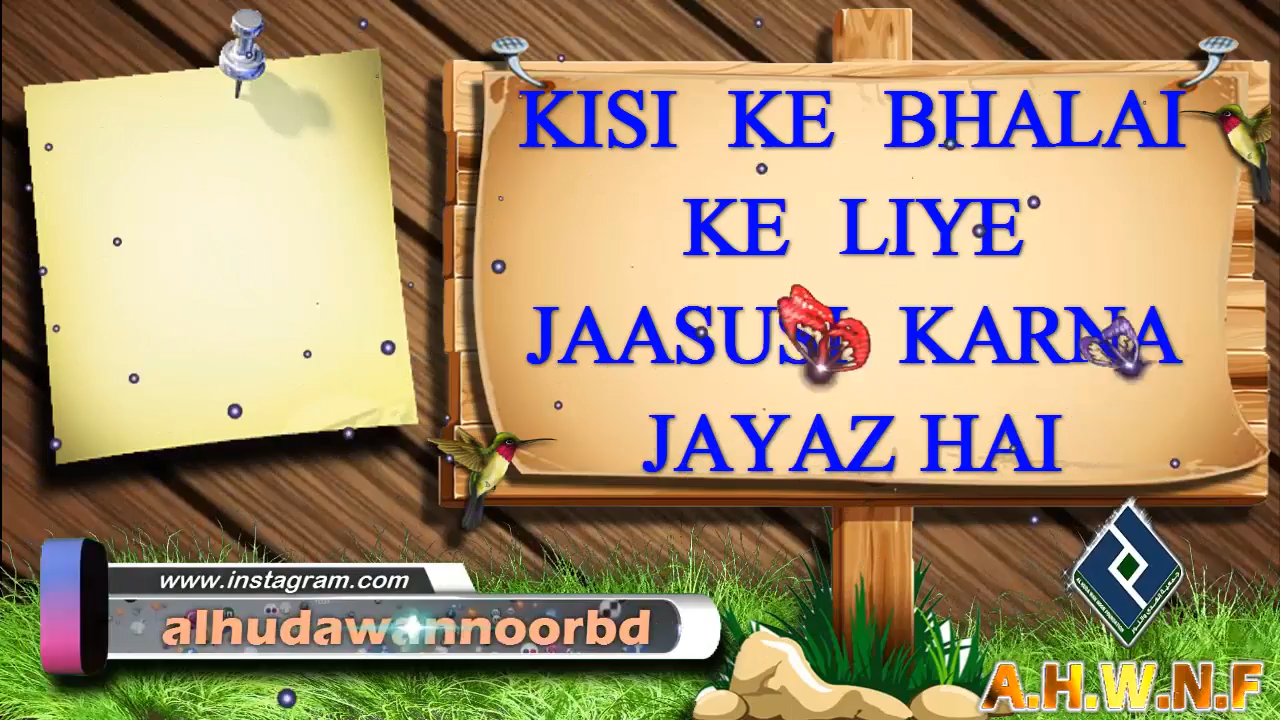 KISI KE BHALAI
KE LIYE
JAASUSI KARNA
JAYAZ HAI
www.instagram.com
alhudawannoorbd
A.H.W.N.F